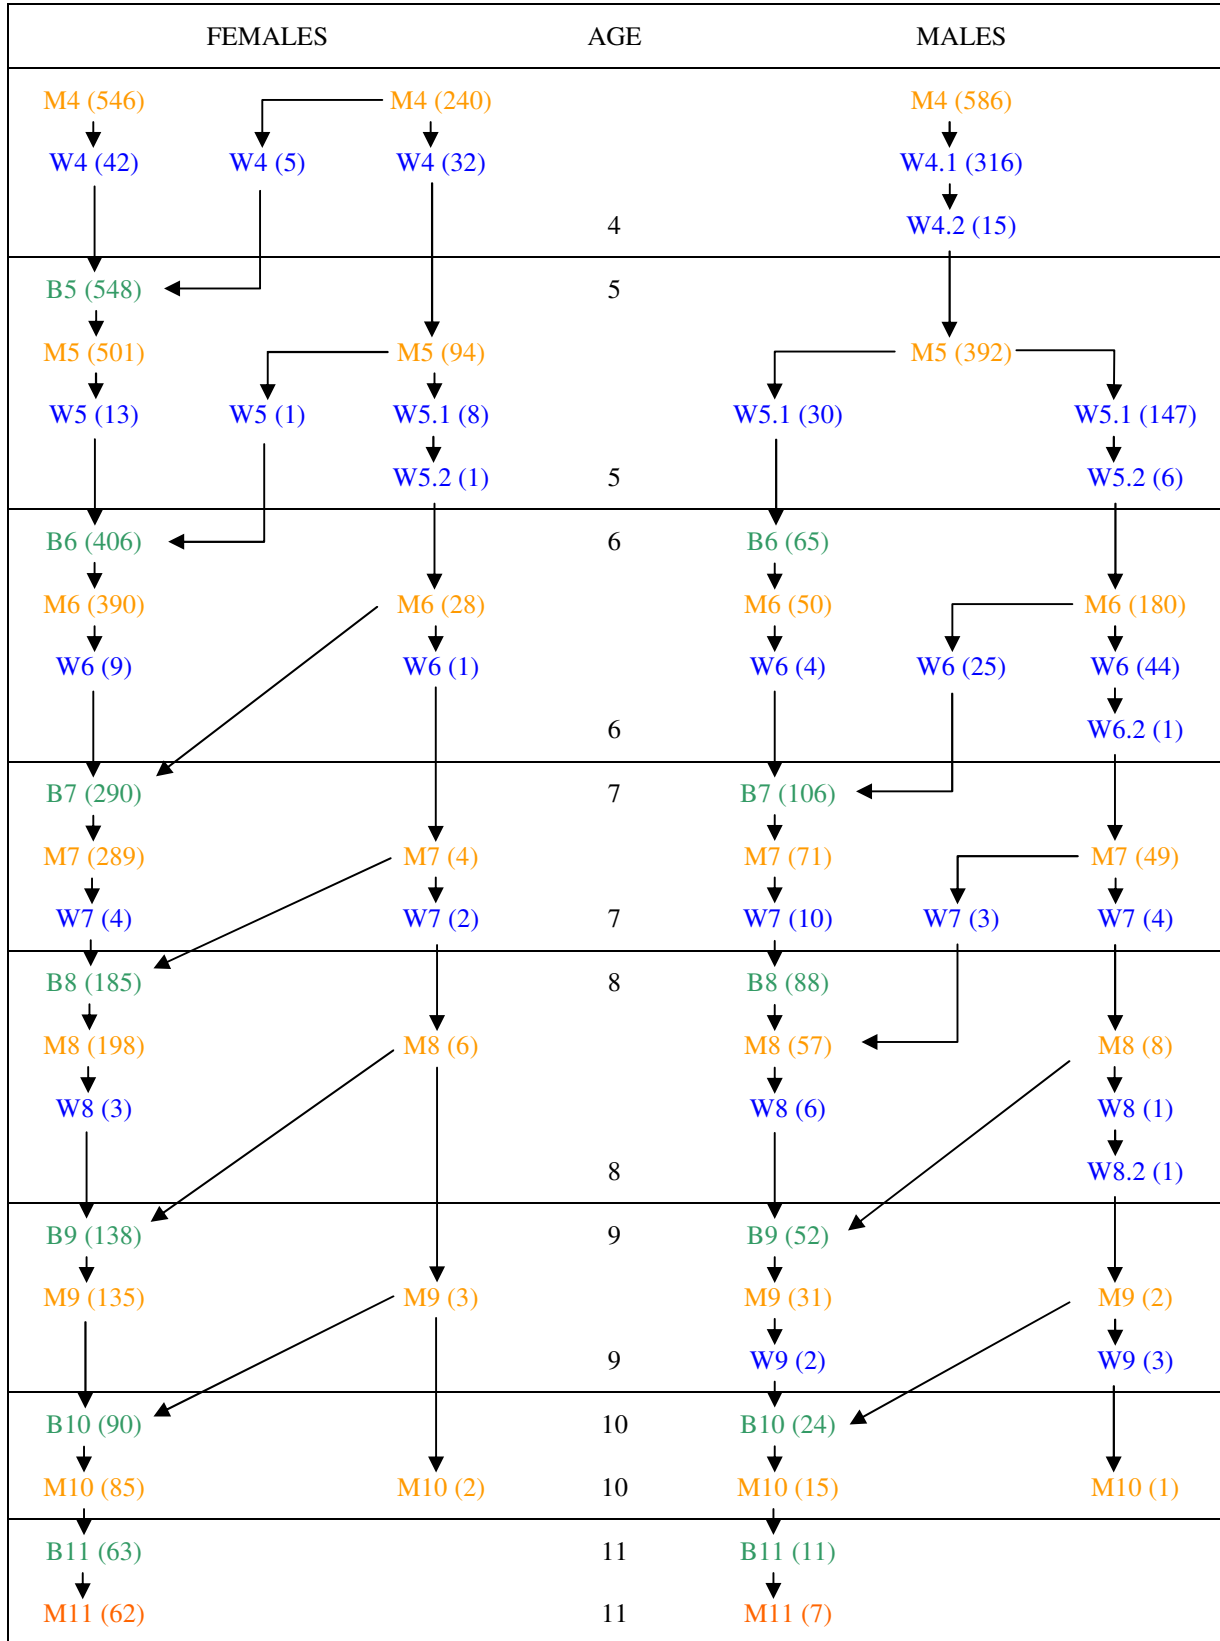 FEMALES AGE MALES
M4 (546) M4 (240) M4 (586)
W4 (42) W4 (5) W4 (32) W4.1 (316)
4 W4.2 (15)
B5 (548) 5
M5 (501) M5 (94) M5 (392)
W5 (13) W5 (1) W5.1 (8) W5.1 (30) W5.1 (147)
W5.2 (1) 5 W5.2 (6)
B6 (406) 6 B6 (65)
M6 (390) M6 (28) M6 (50) M6 (180)
W6 (9) W6 (1) W6 (4) W6 (25) W6 (44)
6 W6.2 (1)
B7 (290) 7 B7 (106)
M7 (289) M7 (4) M7 (71) M7 (49)
W7 (4) W7 (2) 7 W7 (10) W7 (3) W7 (4)
B8 (185) 8 B8 (88)
M8 (198) M8 (6) M8 (57) M8 (8)
W8 (3) W8 (6) W8 (1)
8 W8.2 (1)
B9 (138) 9 B9 (52)
M9 (135) M9 (3) M9 (31) M9 (2)
9 W9 (2) W9 (3)
B10 (90) 10 B10 (24)
M10 (85) M10 (2) 10 M10 (15) M10 (1)
B11 (63) 11 B11 (11)
M11 (62) 11 M11 (7)